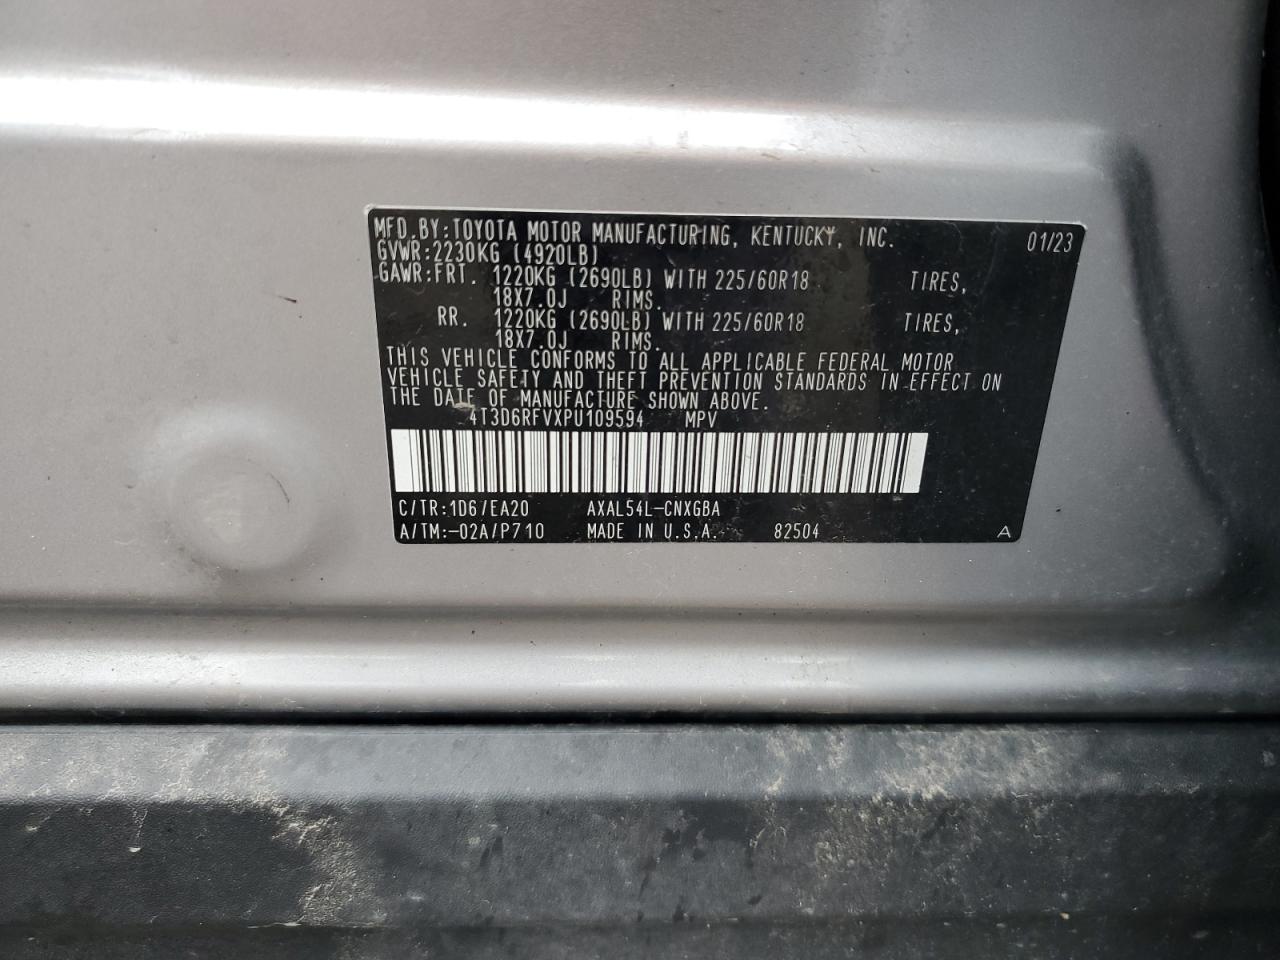 MFD.BY:TOYOTA MOTOR MANUFACTURING, KENTUCKY, INC. 01/23
GVWR:2230KG (4920LB)
GAWR:FRT. 1220KG (2690LB) WITH 225/60R18 TIRES,
18X7.0J RIMS.
RR. 1220KG (2690LB) WITH 225/60R18 TIRES,
18X7.0J RIMS.
THIS VEHICLE CONFORMS TO ALL APPLICABLE FEDERAL MOTOR
VEHICLE SAFETY AND THEFT PREVENTION STANDARDS IN EFFECT ON
THE DATE OF MANUFACTURE SHOWN ABOVE.
4T3D6RFVXPU109594 MPV
C/TR:1D6/EA20 AXAL54L-CNXGBA
A/TM:-02A/P710 MADE IN U.S.A. 82504 A